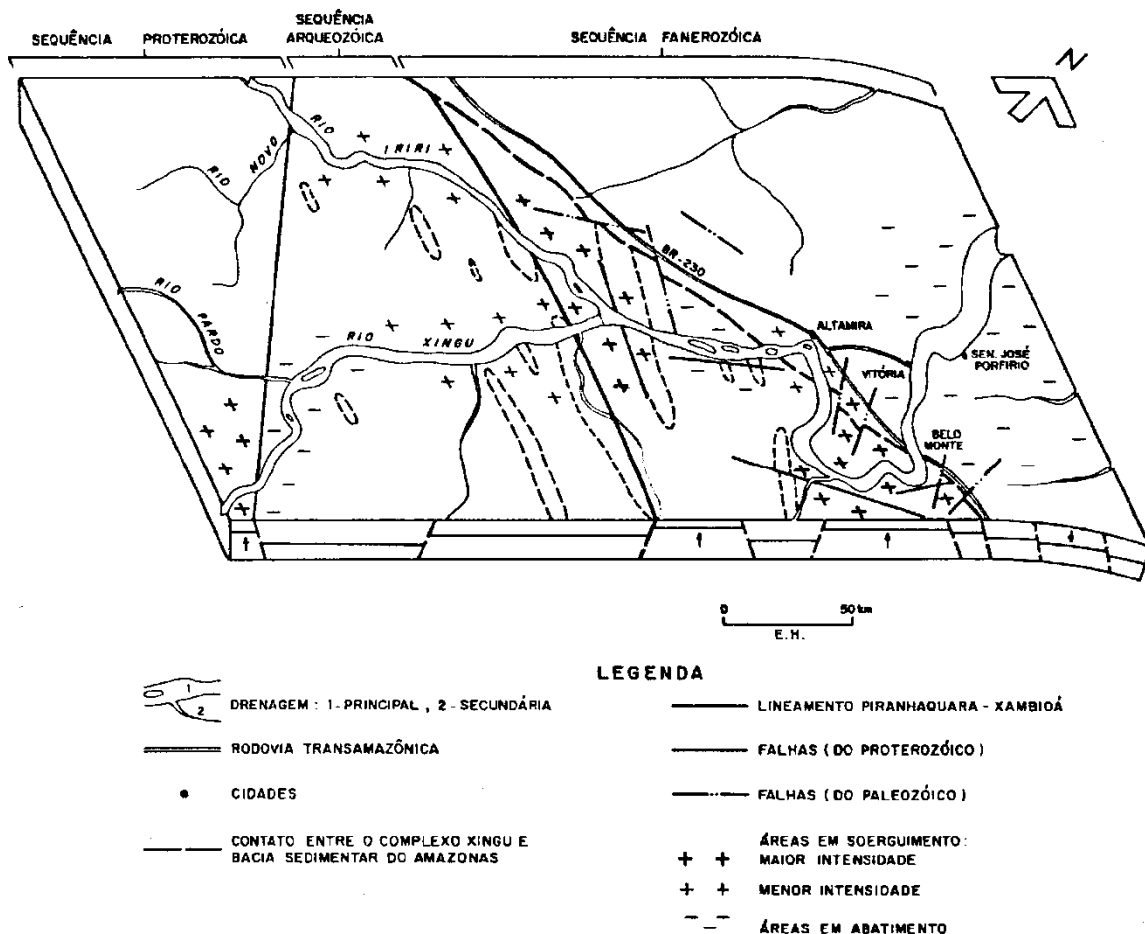 SEQUÊNCIA PROTEROZÓICA
SEQUÊNCIA
ARQUEOZÓICA
SEQUÊNCIA FANEROZÓICA
N
RIO NOVO
RIO IRIRI
RIO PARDO
RIO XINGU
BR-230
ALTAMIRA
VITÓRIA
SEN. JOSÉ
PORFIRIO
BELO
MONTE
0 50 km
E.H.
LEGENDA
1
2
DRENAGEM : 1-PRINCIPAL , 2-SECUNDÁRIA
RODOVIA TRANSAMAZÔNICA
CIDADES
CONTATO ENTRE O COMPLEXO XINGU E
BACIA SEDIMENTAR DO AMAZONAS
LINEAMENTO PIRANHAQUARA - XAMBIOÁ
FALHAS ( DO PROTEROZÓICO )
FALHAS ( DO PALEOZÓICO )
ÁREAS EM SOERGUIMENTO:
MAIOR INTENSIDADE
MENOR INTENSIDADE
ÁREAS EM ABATIMENTO